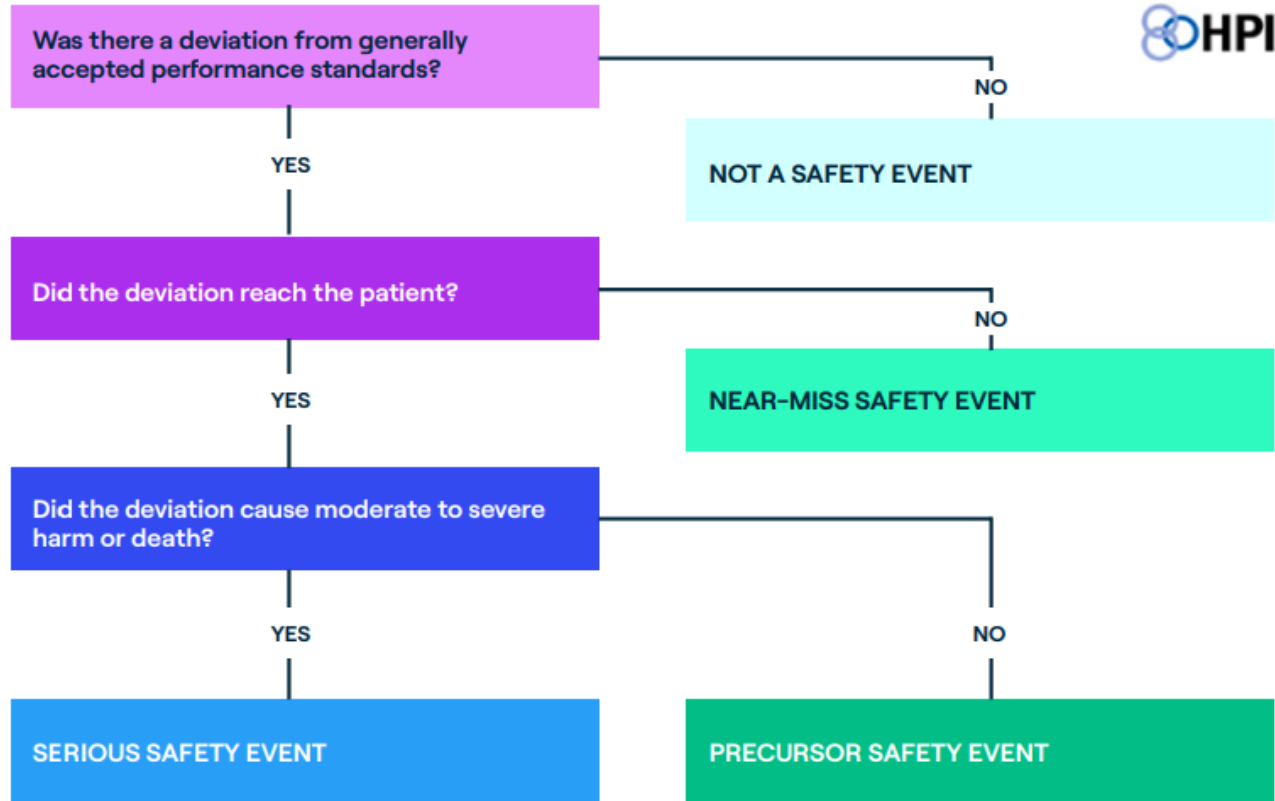 HPI
Was there a deviation from generally
accepted performance standards?
NO
YES
NOT A SAFETY EVENT
Did the deviation reach the patient?
NO
YES
NEAR-MISS SAFETY EVENT
Did the deviation cause moderate to severe
harm or death?
YES
NO
SERIOUS SAFETY EVENT
PRECURSOR SAFETY EVENT